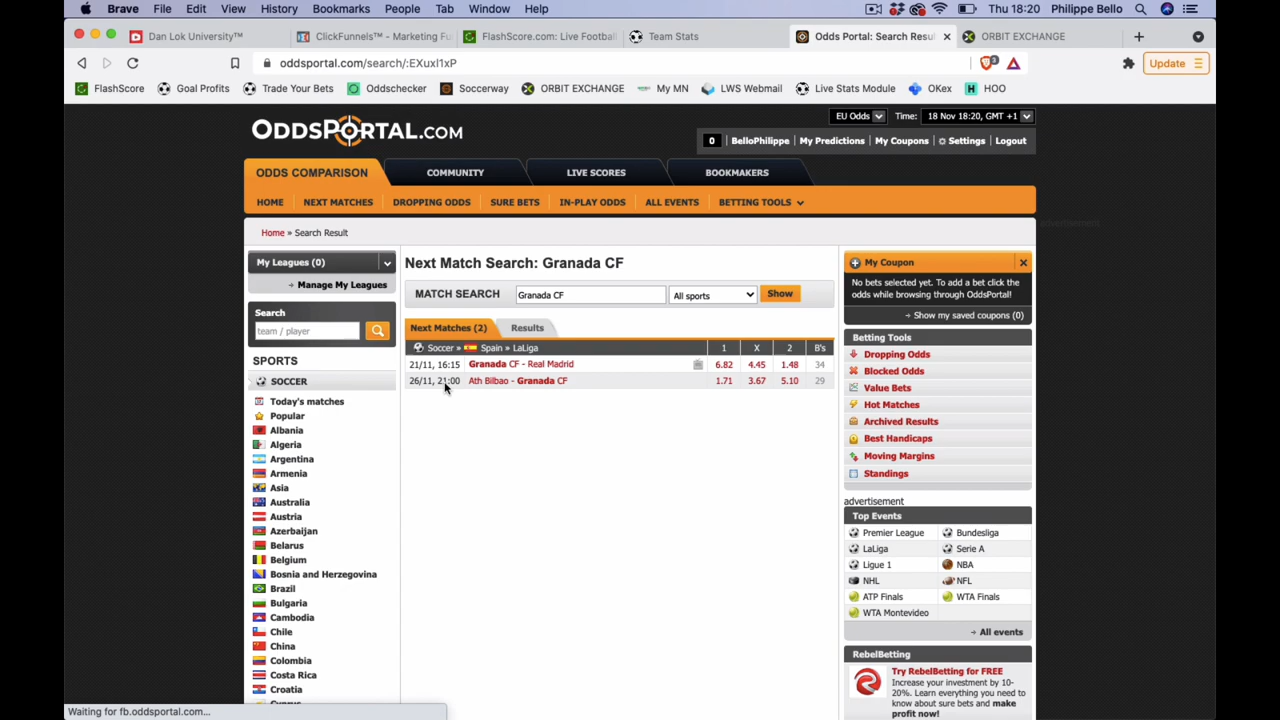 Brave File Edit View History Bookmarks People Tab Window Help Thu 18:20 Philippe Bello
Dan Lok University™ ClickFunnels™ - Marketing Fu FlashScore.com: Live Football Team Stats Odds Portal: Search Resul ORBIT EXCHANGE
oddsportal.com/search/:EXuxl1xP Update
FlashScore Goal Profits Trade Your Bets Oddschecker Soccerway ORBIT EXCHANGE My MN LWS Webmail Live Stats Module OKex HOO
ODDSPORTAL.COM
EU Odds Time: 18 Nov 18:20, GMT +1
0 BelloPhilippe My Predictions My Coupons Settings Logout
ODDS COMPARISON COMMUNITY LIVE SCORES BOOKMAKERS
HOME NEXT MATCHES DROPPING ODDS SURE BETS IN-PLAY ODDS ALL EVENTS BETTING TOOLS
advertisement
Home » Search Result
My Leagues (0)
Manage My Leagues
Search
team / player
SPORTS
SOCCER
Today's matches
Popular
Albania
Algeria
Argentina
Armenia
Asia
Australia
Austria
Azerbaijan
Belarus
Belgium
Bosnia and Herzegovina
Brazil
Bulgaria
Cambodia
Chile
China
Colombia
Costa Rica
Croatia
Next Match Search: Granada CF
MATCH SEARCH Granada CF All sports Show
Next Matches (2) Results
Soccer » Spain » LaLiga 1 X 2 B's
21/11, 16:15 Granada CF - Real Madrid 6.82 4.45 1.48 34
26/11, 21:00 Ath Bilbao - Granada CF 1.71 3.67 5.10 29
My Coupon
No bets selected yet. To add a bet click the
odds while browsing through OddsPortal!
Show my saved coupons (0)
Betting Tools
Dropping Odds
Blocked Odds
Value Bets
Hot Matches
Archived Results
Best Handicaps
Moving Margins
Standings
advertisement
Top Events
Premier League Bundesliga
LaLiga Serie A
Ligue 1 NBA
NHL NFL
ATP Finals WTA Finals
WTA Montevideo
All events
RebelBetting
Try RebelBetting for FREE
Increase your investment by 10-
20%. Learn everything you need to
know about sure bets and make
profit now!
Waiting for fb.oddsportal.com...